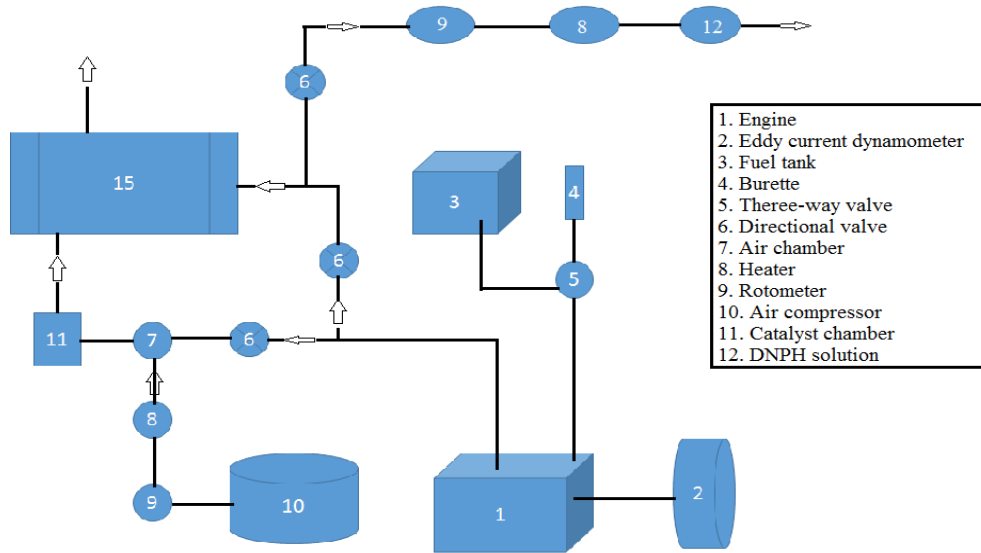 9
8
12
6
15
3
4
6
5
11
7
6
8
9
10
1
2
1. Engine
2. Eddy current dynamometer
3. Fuel tank
4. Burette
5. Theree-way valve
6. Directional valve
7. Air chamber
8. Heater
9. Rotometer
10. Air compressor
11. Catalyst chamber
12. DNPH solution